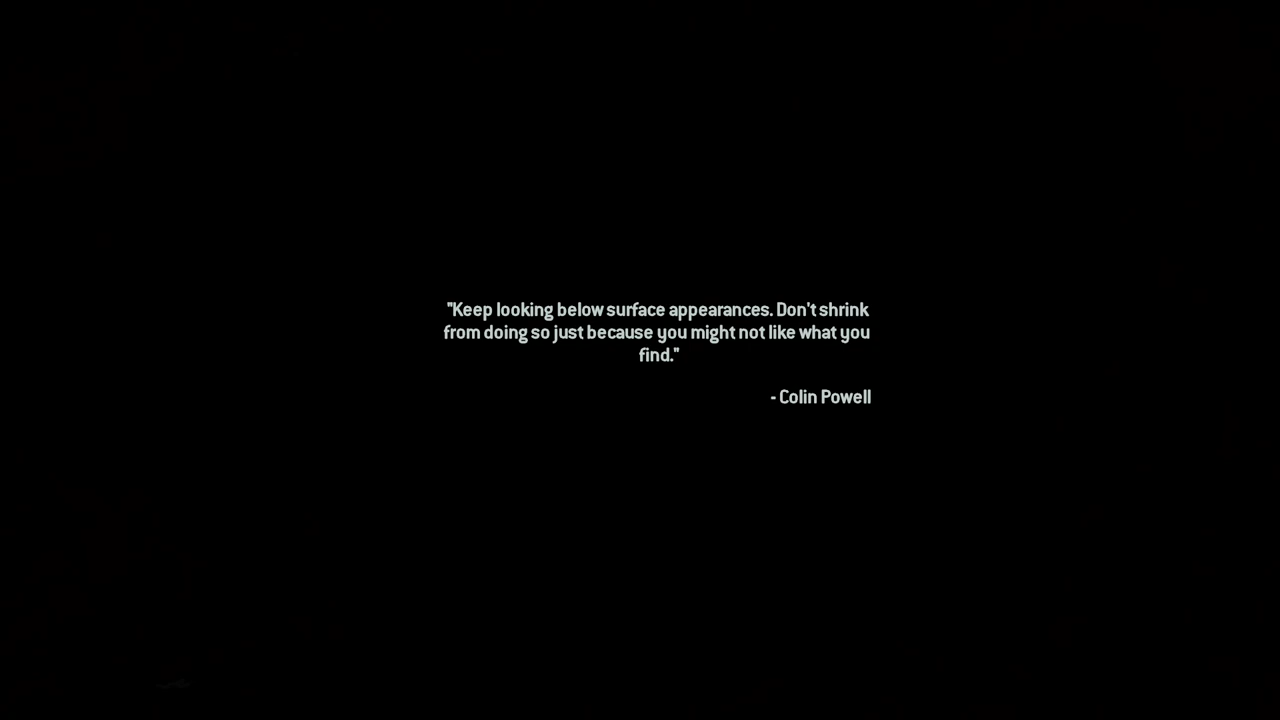 "Keep looking below surface appearances. Don't shrink
from doing so just because you might not like what you
find."
- Colin Powell